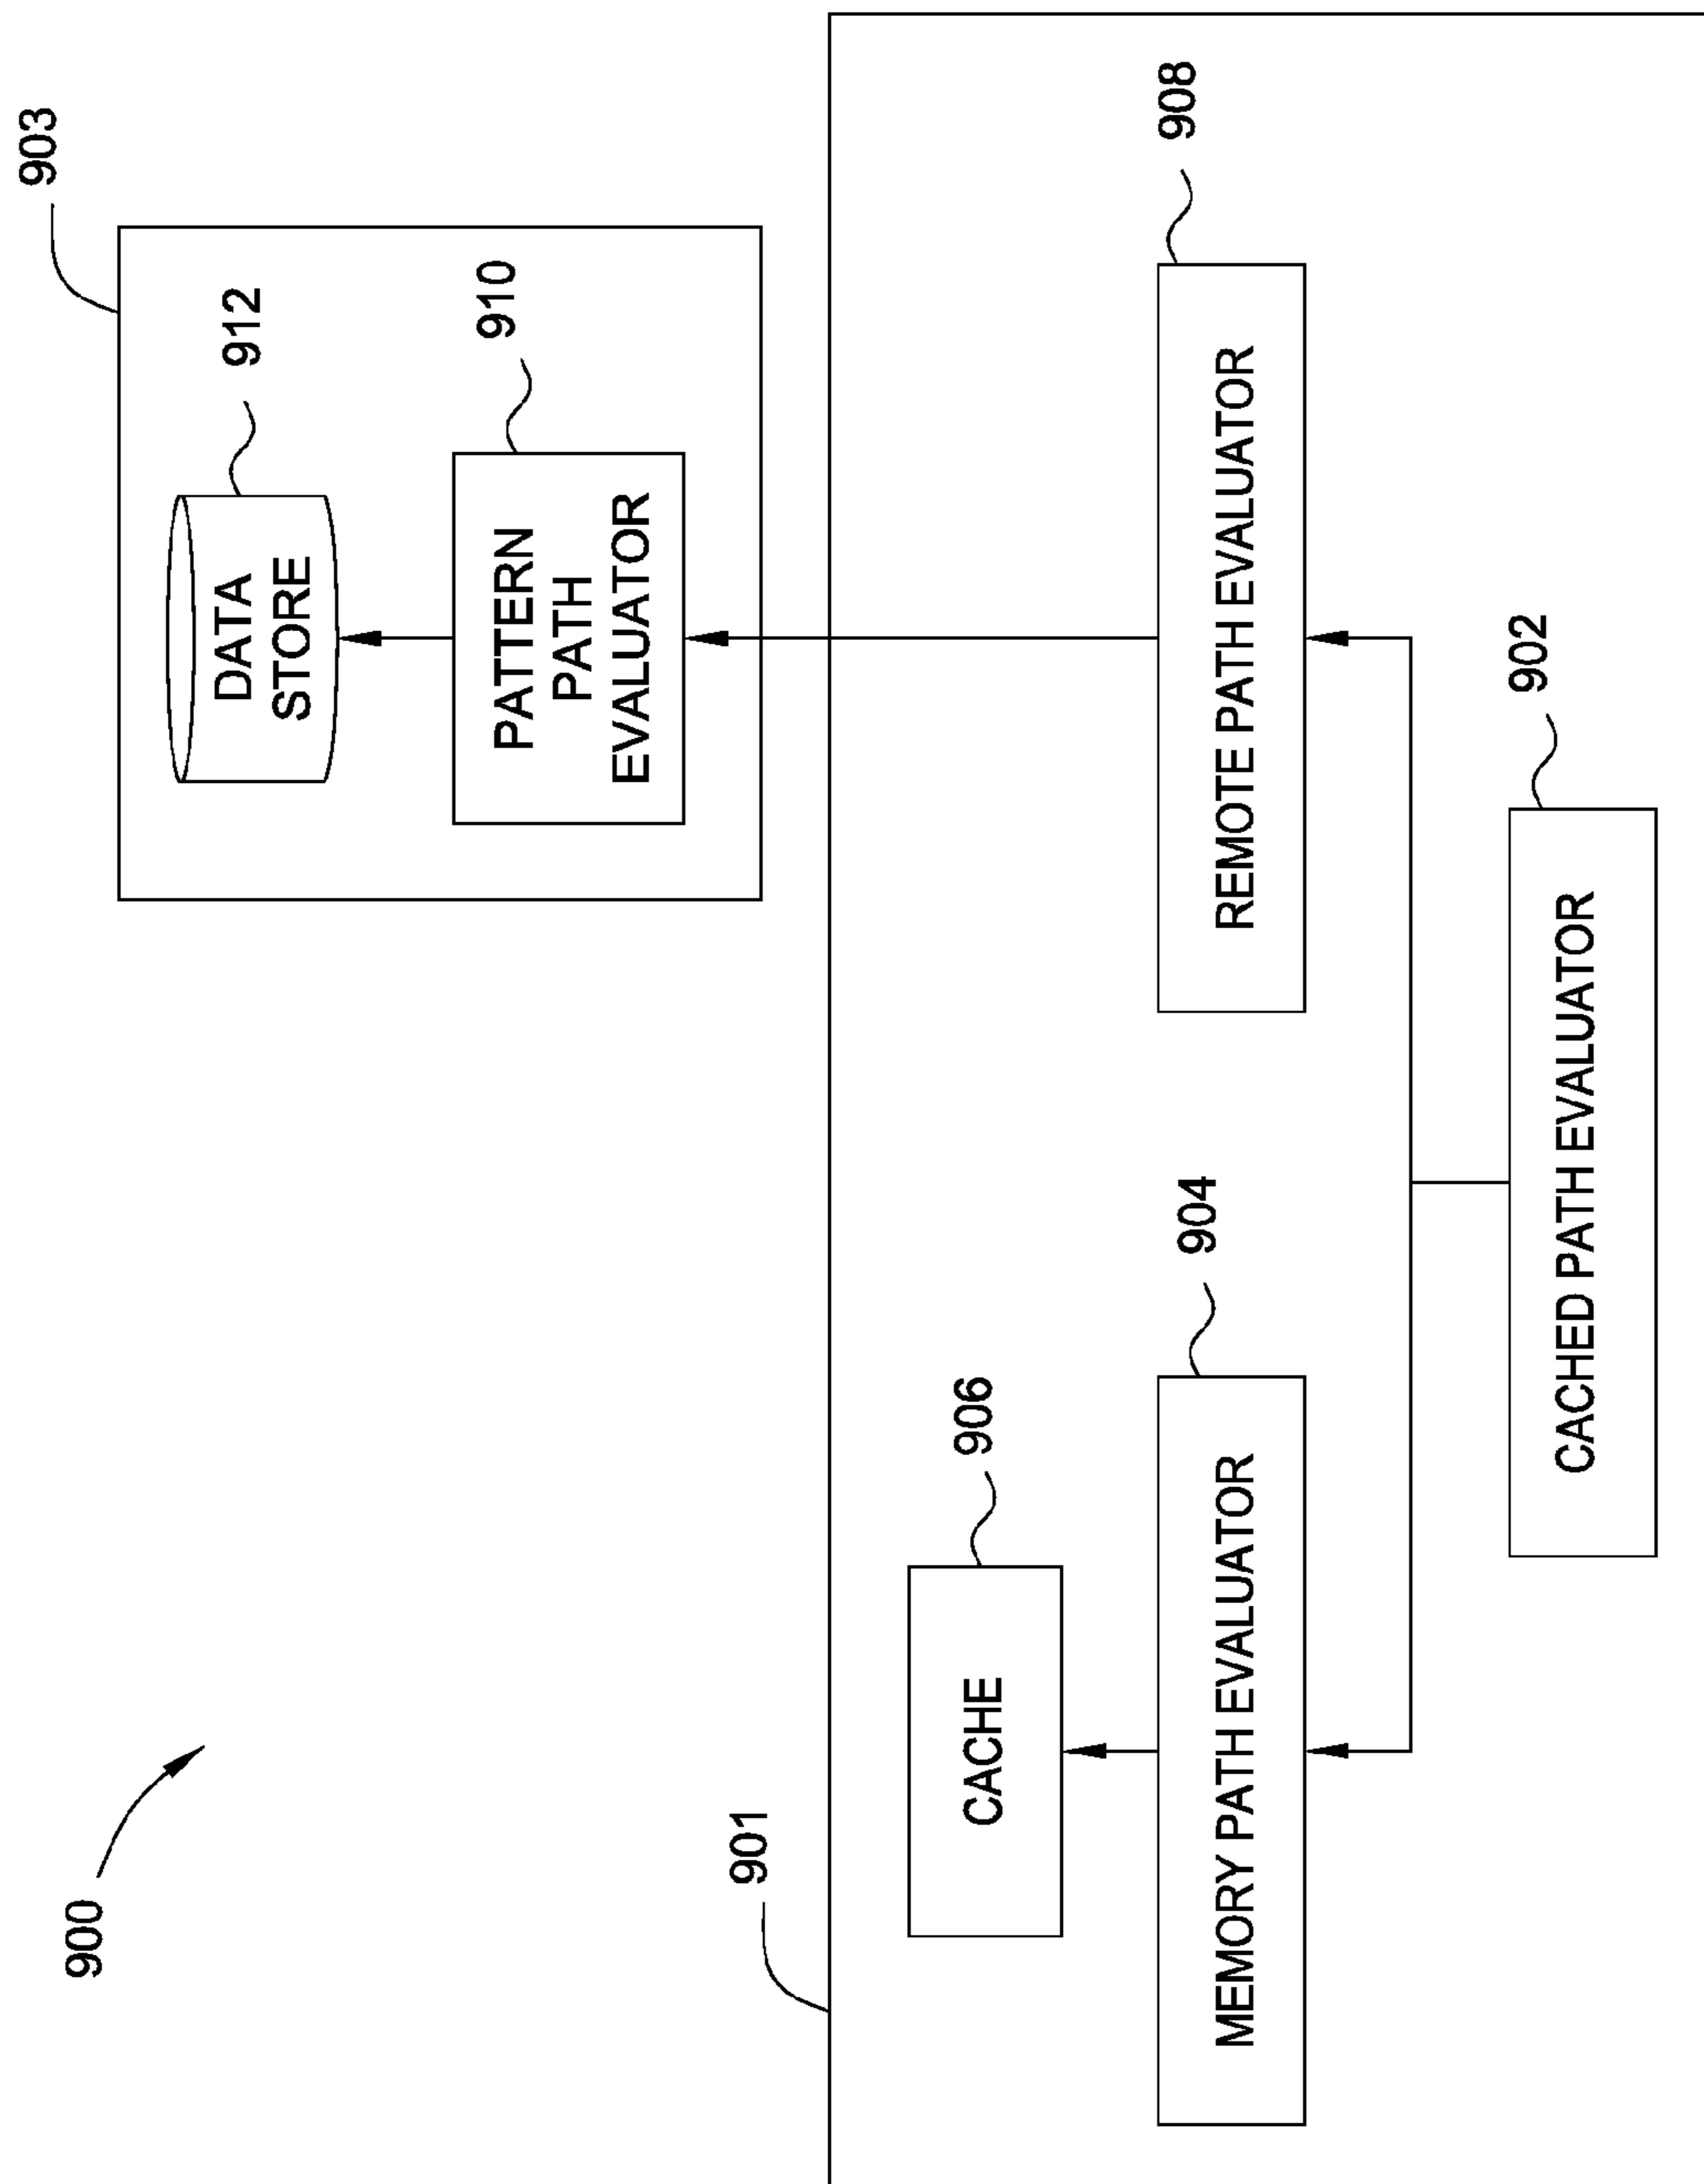 903
900
912
DATA
STORE
910
PATTERN
PATH
EVALUATOR
901
906
CACHE
904
908
MEMORY PATH EVALUATOR
REMOTE PATH EVALUATOR
902
CACHED PATH EVALUATOR